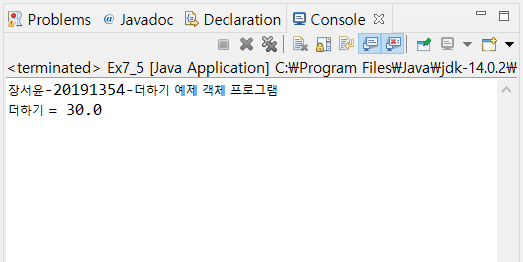 Problems @ Javadoc Declaration Console
<terminated> Ex7_5 [Java Application] C:₩Program Files₩Java₩jdk-14.0.2₩
장서윤-20191354-더하기 예제 객체 프로그램
더하기 = 30.0